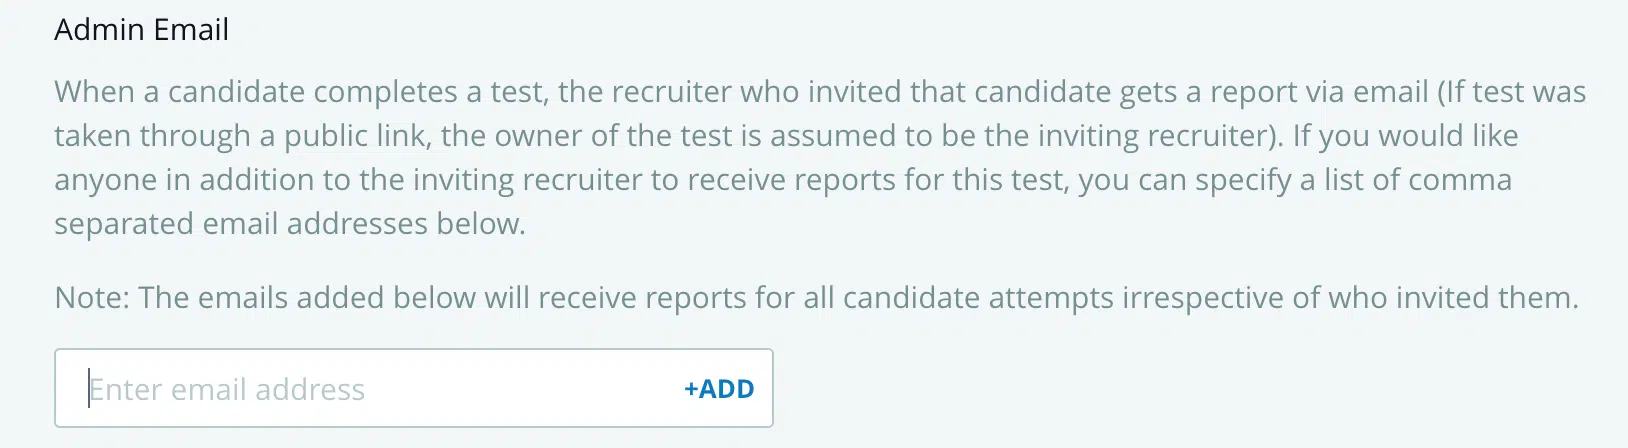 Admin Email
When a candidate completes a test, the recruiter who invited that candidate gets a report via email (If test was
taken through a public link, the owner of the test is assumed to be the inviting recruiter). If you would like
anyone in addition to the inviting recruiter to receive reports for this test, you can specify a list of comma
separated email addresses below.
Note: The emails added below will receive reports for all candidate attempts irrespective of who invited them.
Enter email address +ADD